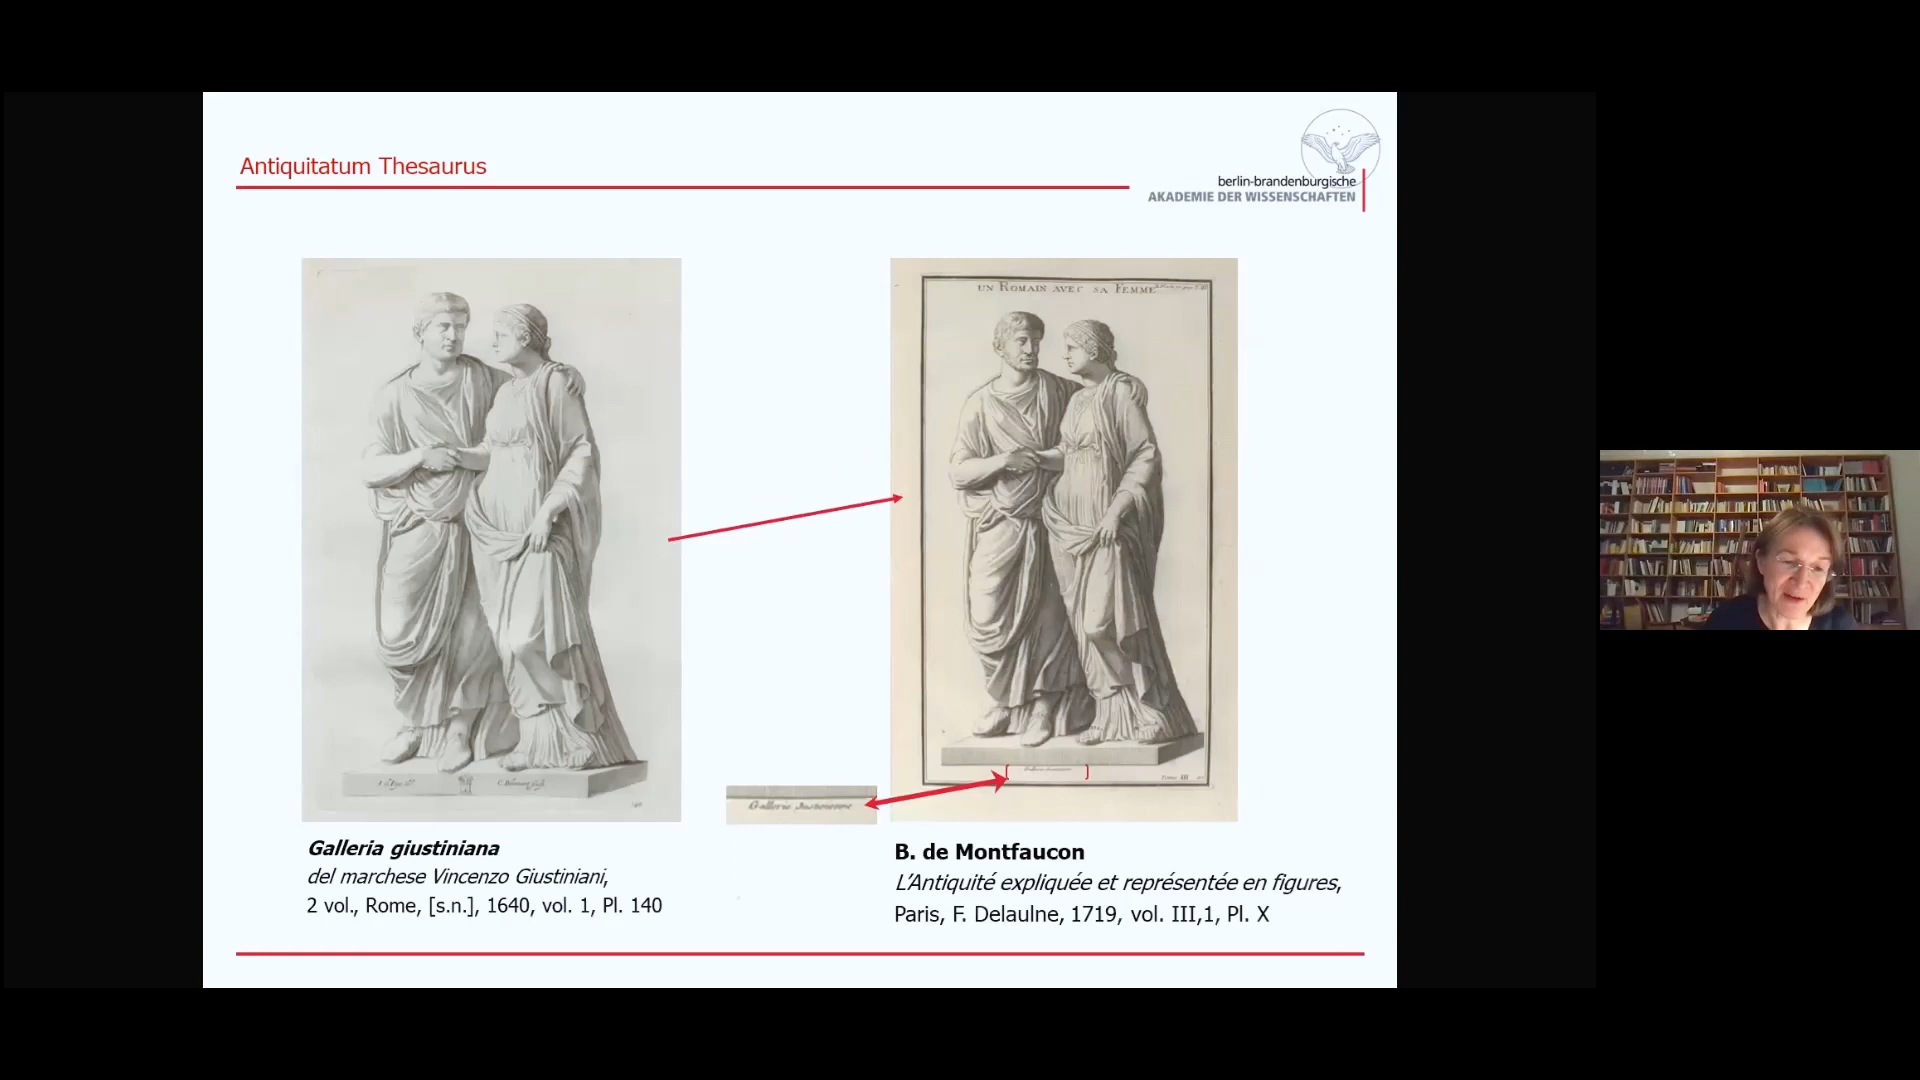 Antiquitatum Thesaurus
berlin-brandenburgische
AKADEMIE DER WISSENSCHAFTEN
UN ROMAIN AVEC SA FEMME
Tome III
Galleria giustiniana
del marchese Vincenzo Giustiniani,
2 vol., Rome, [s.n.], 1640, vol. 1, Pl. 140
B. de Montfaucon
L'Antiquité expliquée et représentée en figures,
Paris, F. Delaulne, 1719, vol. III,1, Pl. X